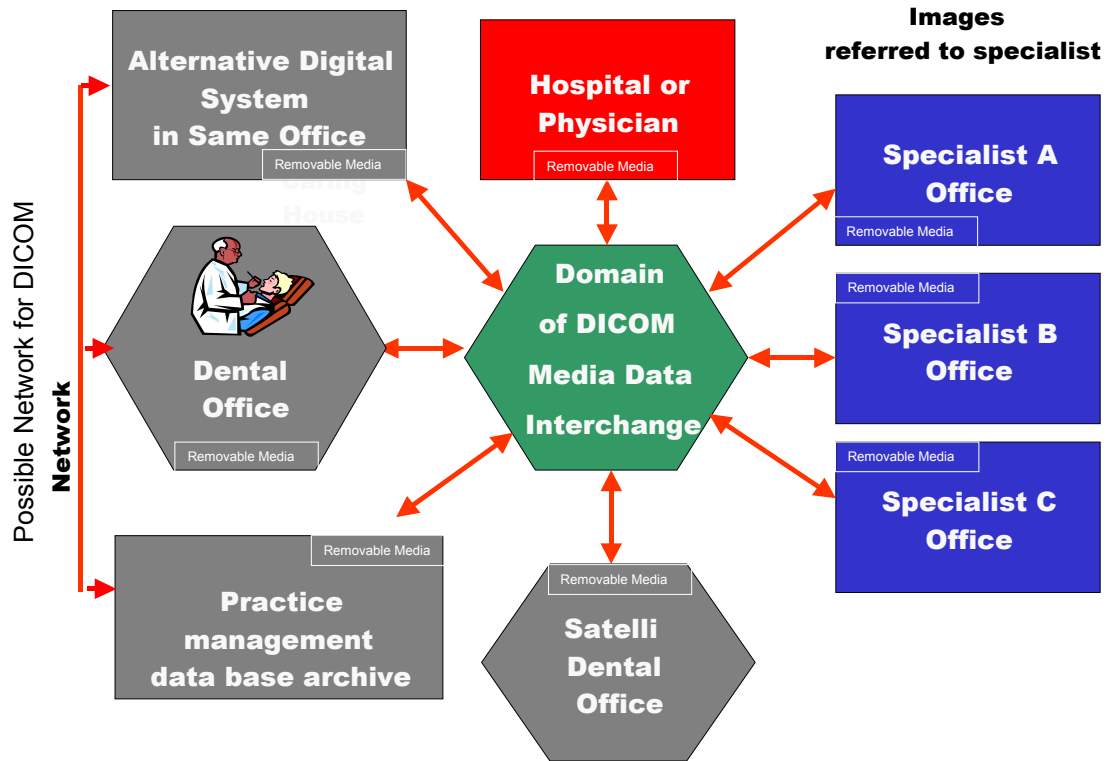 Images
referred to specialist
Alternative Digital
System
in Same Office
Removable Media
Caring
House
Hospital or
Physician
Removable Media
Specialist A
Office
Removable Media
Possible Network for DICOM
Network
Dental
Office
Removable Media
Domain
of DICOM
Media Data
Interchange
Removable Media
Specialist B
Office
Removable Media
Specialist C
Office
Removable Media
Practice
management
data base archive
Removable Media
Satelli
Dental
Office